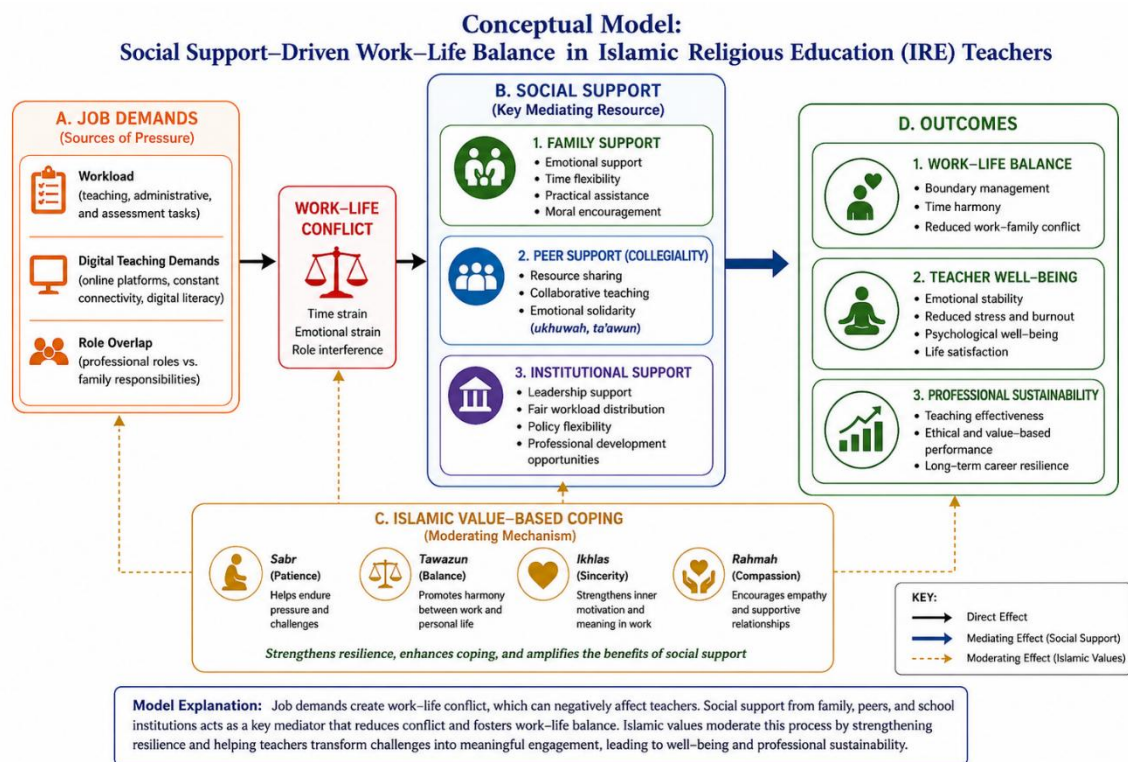 Conceptual Model:
Social Support–Driven Work–Life Balance in Islamic Religious Education (IRE) Teachers
A. JOB DEMANDS
(Sources of Pressure)
Workload
(teaching, administrative,
and assessment tasks)
Digital Teaching Demands
(online platforms, constant
connectivity, digital literacy)
Role Overlap
(professional roles vs.
family responsibilities)
WORK–LIFE
CONFLICT
Time strain
Emotional strain
Role interference
B. SOCIAL SUPPORT
(Key Mediating Resource)
1. FAMILY SUPPORT
• Emotional support
• Time flexibility
• Practical assistance
• Moral encouragement
2. PEER SUPPORT (COLLEGIALITY)
• Resource sharing
• Collaborative teaching
• Emotional solidarity
(ukhuwah, ta'awun)
3. INSTITUTIONAL SUPPORT
• Leadership support
• Fair workload distribution
• Policy flexibility
• Professional development
opportunities
D. OUTCOMES
1. WORK–LIFE BALANCE
• Boundary management
• Time harmony
• Reduced work–family conflict
2. TEACHER WELL–BEING
• Emotional stability
• Reduced stress and burnout
• Psychological well–being
• Life satisfaction
3. PROFESSIONAL SUSTAINABILITY
• Teaching effectiveness
• Ethical and value–based
performance
• Long–term career resilience
C. ISLAMIC VALUE–BASED COPING
(Moderating Mechanism)
Sabr
(Patience)
Helps endure
pressure and
challenges
Tawazun
(Balance)
Promotes harmony
between work and
personal life
Ikhlas
(Sincerity)
Strengthens inner
motivation and
meaning in work
Rahmah
(Compassion)
Encourages empathy
and supportive
relationships
Strengthens resilience, enhances coping, and amplifies the benefits of social support
KEY:
Direct Effect
Mediating Effect (Social Support)
Moderating Effect (Islamic Values)
Model Explanation: Job demands create work–life conflict, which can negatively affect teachers. Social support from family, peers, and school
institutions acts as a key mediator that reduces conflict and fosters work–life balance. Islamic values moderate this process by strengthening
resilience and helping teachers transform challenges into meaningful engagement, leading to well–being and professional sustainability.